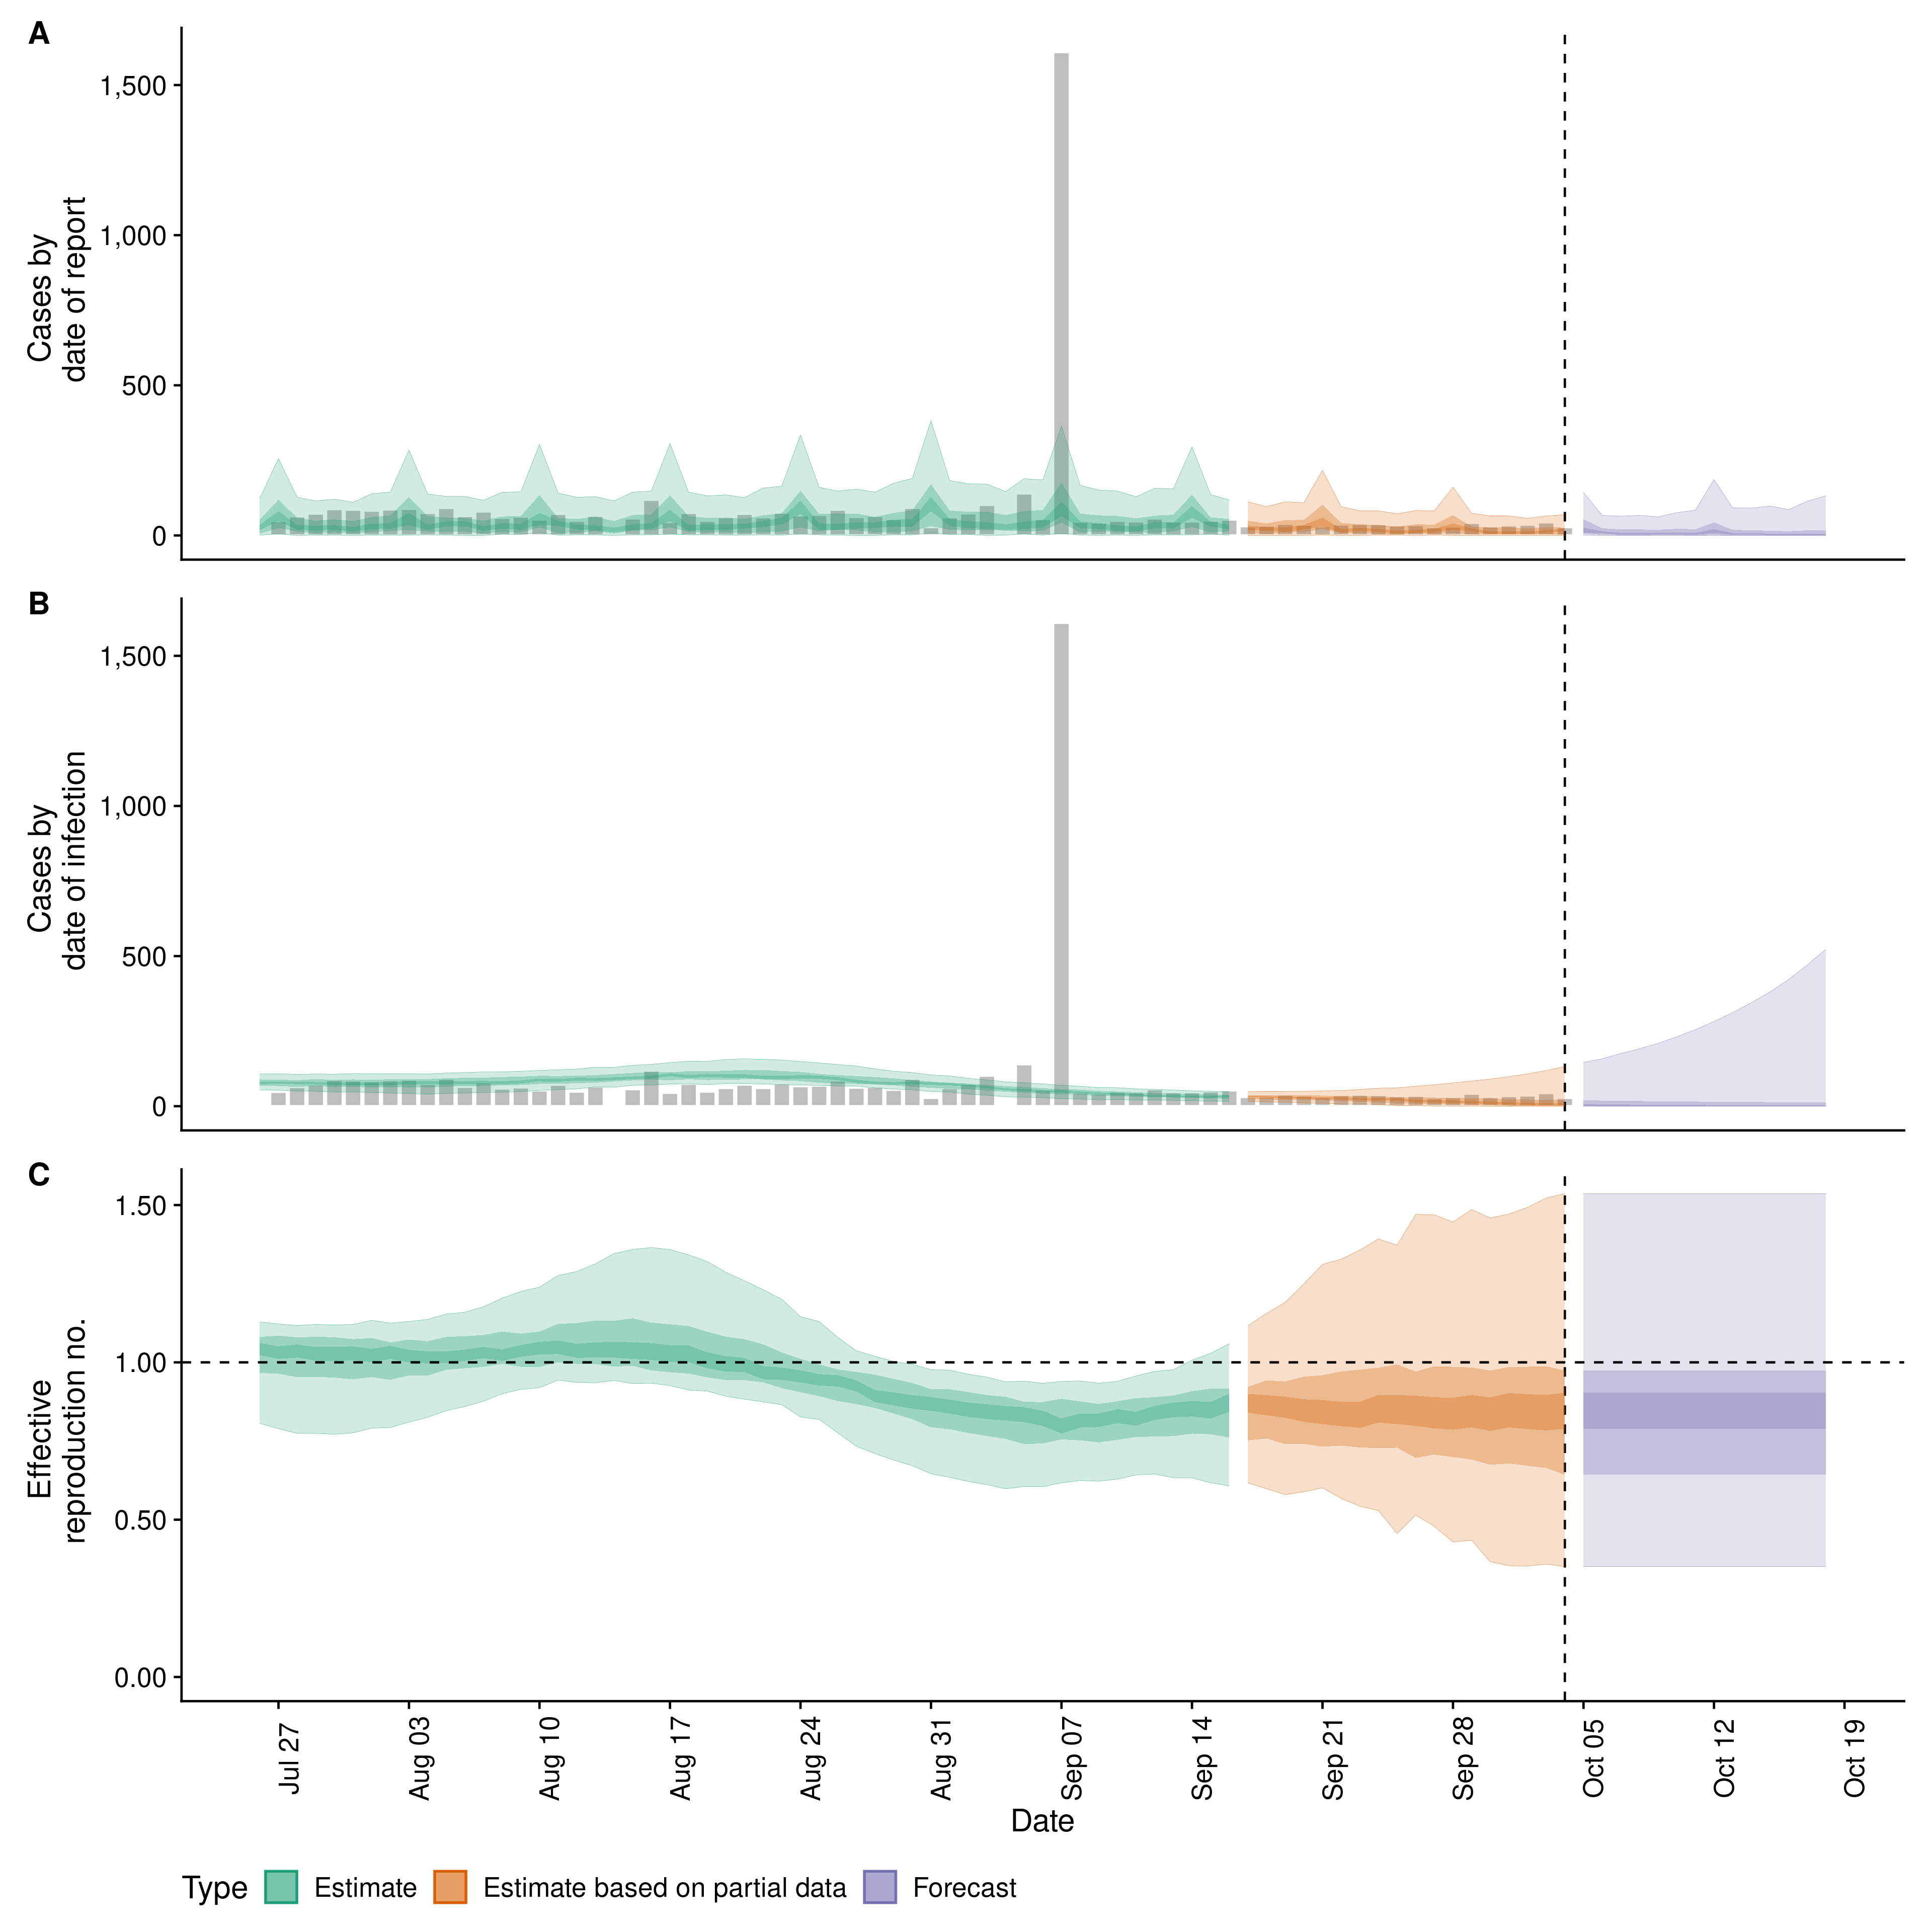 A
Cases by
date of report
1,500
1,000
500
0
B
Cases by
date of infection
1,500
1,000
500
0
C
Effective
reproduction no.
1.50
1.00
0.50
0.00
Jul 27
Aug 03
Aug 10
Aug 17
Aug 24
Aug 31
Sep 07
Sep 14
Sep 21
Sep 28
Oct 05
Oct 12
Oct 19
Date
Type Estimate Estimate based on partial data Forecast